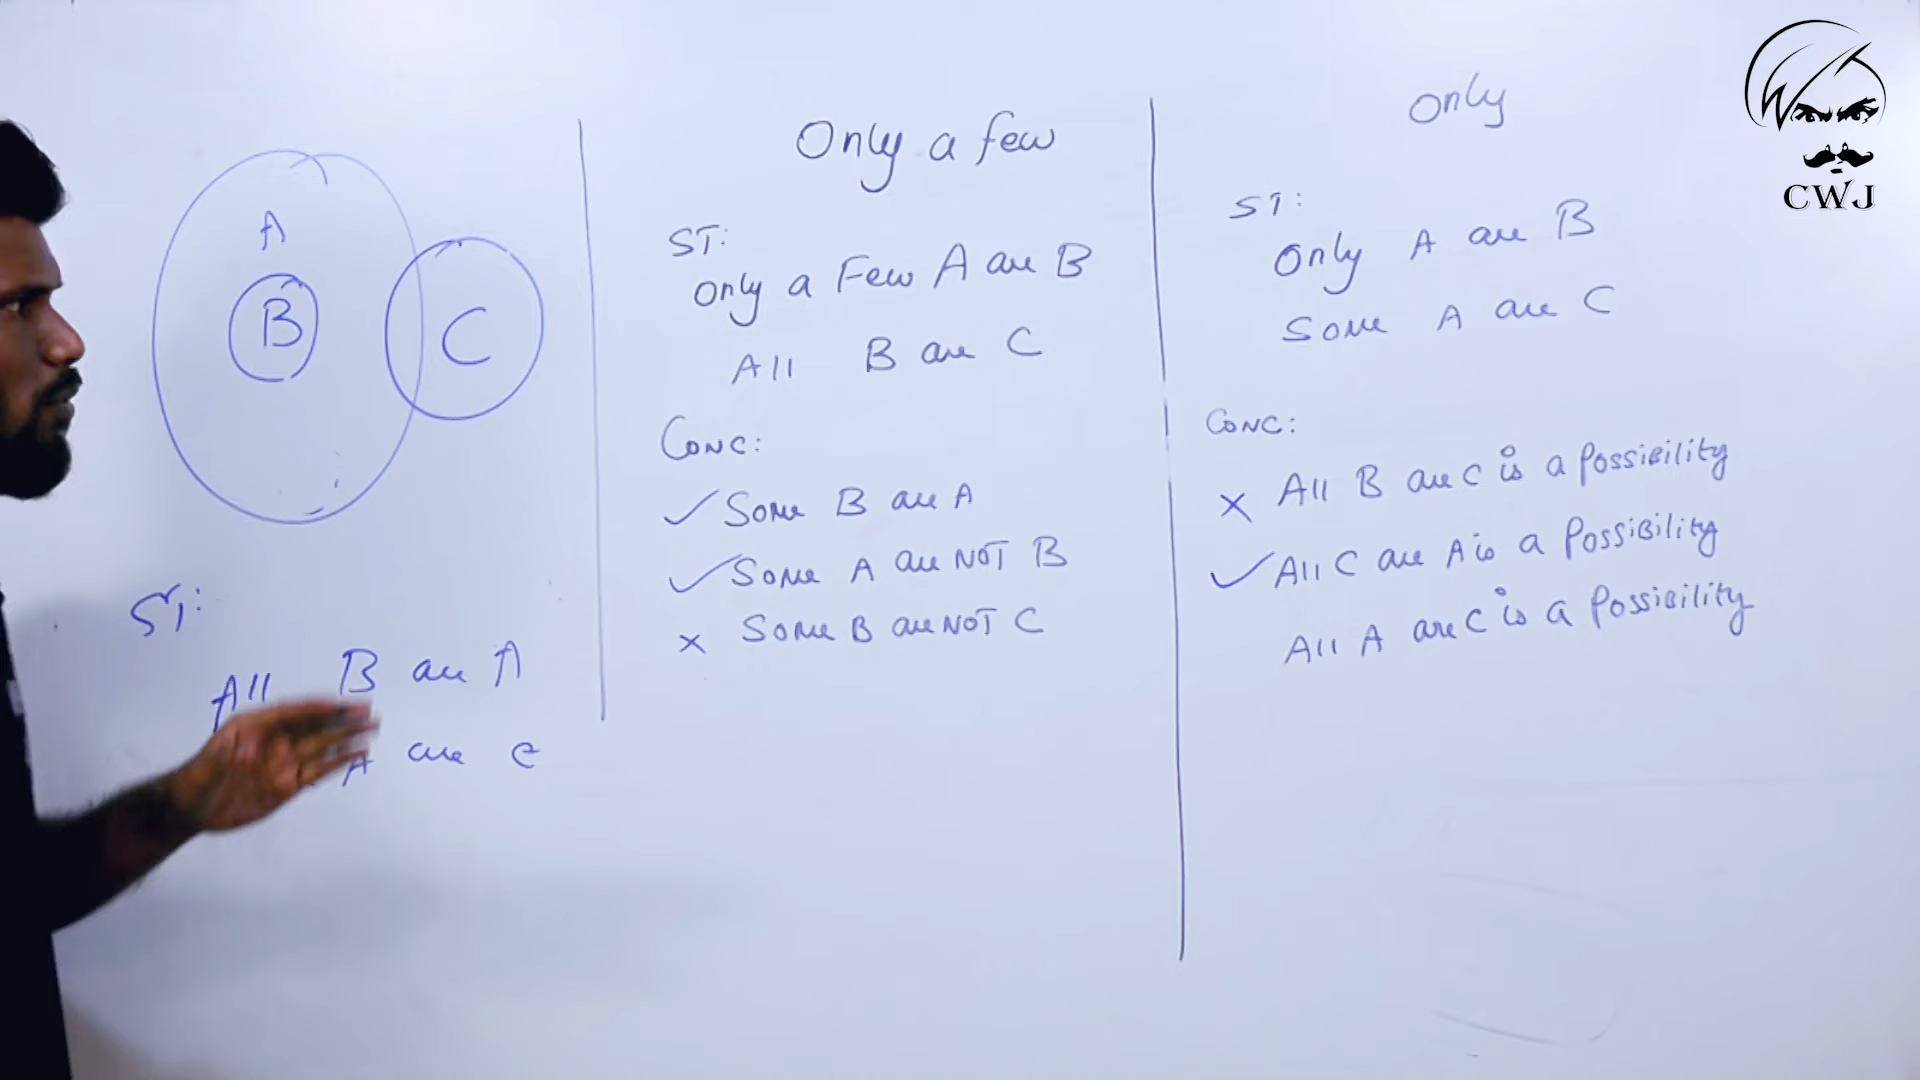 A
B
C
ST:
All B are A
A are C
Only a few
ST:
Only a Few A are B
All B are C
Conc:
✓ Some B are A
✓ Some A are NOT B
× Some B are NOT C
Only
ST:
Only A are B
Some A are C
Conc:
× All B are C is a Possibility
✓ All C are A is a Possibility
All A are C is a Possibility
CWJ